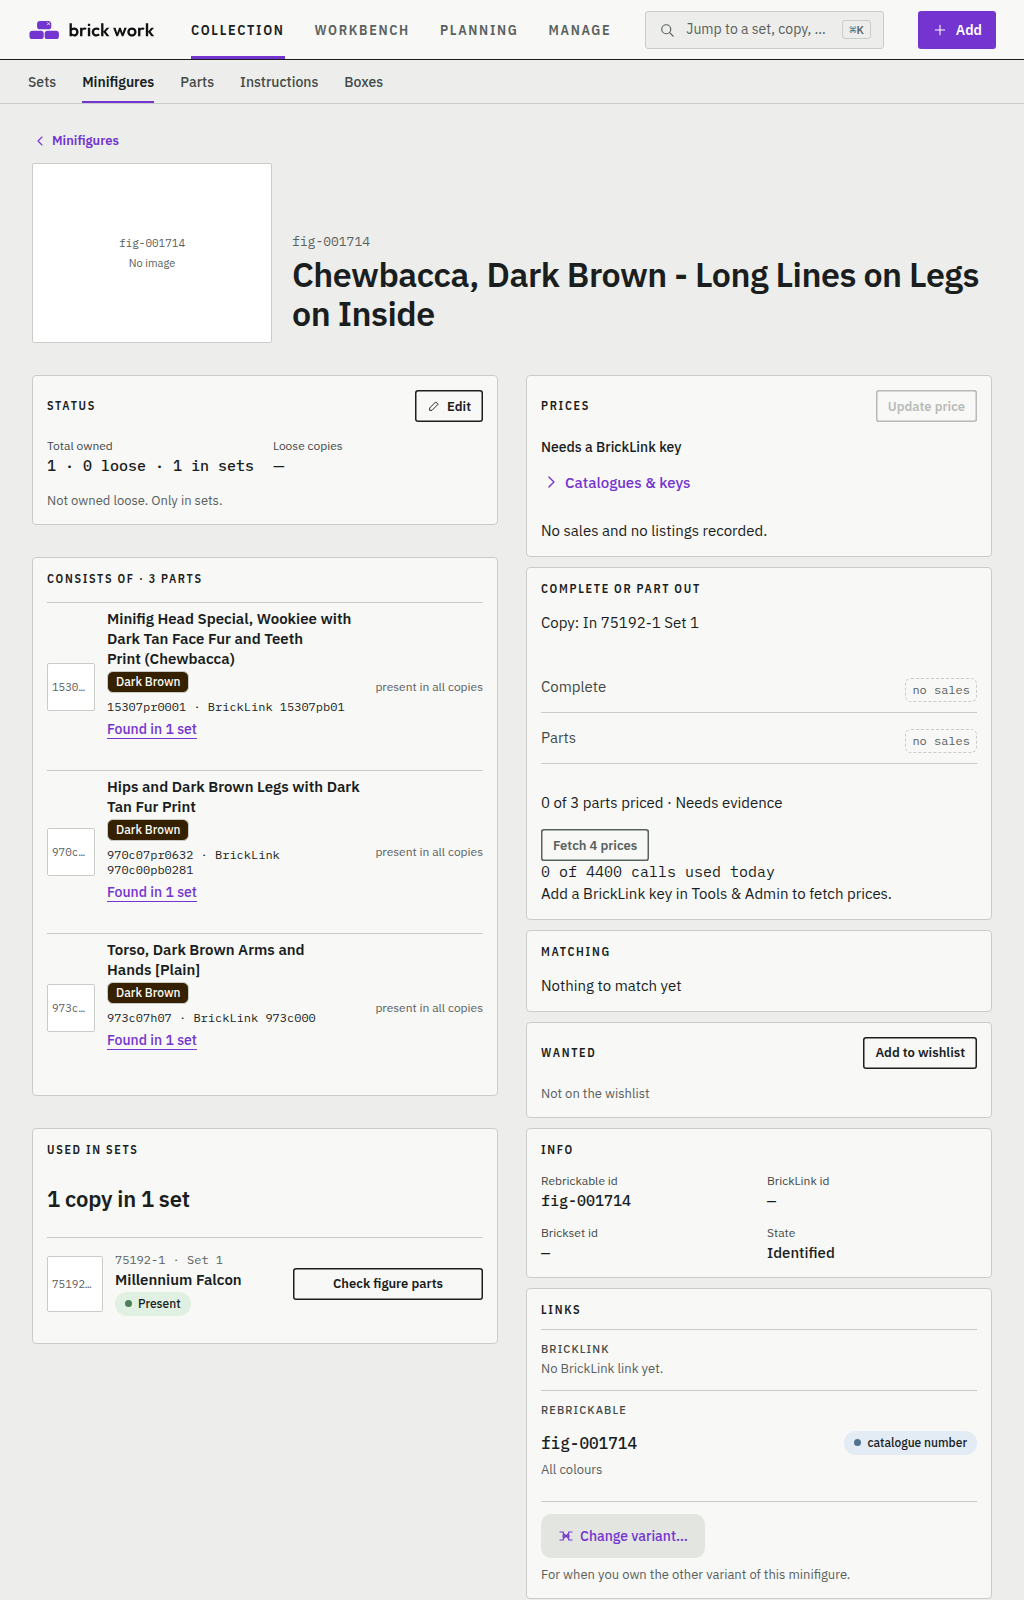 brick work
COLLECTION
WORKBENCH
PLANNING
MANAGE
Jump to a set, copy, ...
⌘K
Add
Sets
Minifigures
Parts
Instructions
Boxes
Minifigures
fig-001714
No image
fig-001714
Chewbacca, Dark Brown - Long Lines on Legs
on Inside
STATUS
Edit
Total owned
Loose copies
1 · 0 loose · 1 in sets
—
Not owned loose. Only in sets.
CONSISTS OF · 3 PARTS
Minifig Head Special, Wookiee with
Dark Tan Face Fur and Teeth
Print (Chewbacca)
1530…
Dark Brown
present in all copies
15307pr0001 · BrickLink 15307pb01
Found in 1 set
Hips and Dark Brown Legs with Dark
Tan Fur Print
970c…
Dark Brown
present in all copies
970c07pr0632 · BrickLink
970c00pb0281
Found in 1 set
Torso, Dark Brown Arms and
Hands [Plain]
973c…
Dark Brown
present in all copies
973c07h07 · BrickLink 973c000
Found in 1 set
USED IN SETS
1 copy in 1 set
75192…
75192-1 · Set 1
Millennium Falcon
Present
Check figure parts
PRICES
Update price
Needs a BrickLink key
Catalogues & keys
No sales and no listings recorded.
COMPLETE OR PART OUT
Copy: In 75192-1 Set 1
Complete
no sales
Parts
no sales
0 of 3 parts priced · Needs evidence
Fetch 4 prices
0 of 4400 calls used today
Add a BrickLink key in Tools & Admin to fetch prices.
MATCHING
Nothing to match yet
WANTED
Add to wishlist
Not on the wishlist
INFO
Rebrickable id
BrickLink id
fig-001714
—
Brickset id
State
—
Identified
LINKS
BRICKLINK
No BrickLink link yet.
REBRICKABLE
fig-001714
catalogue number
All colours
Change variant…
For when you own the other variant of this minifigure.